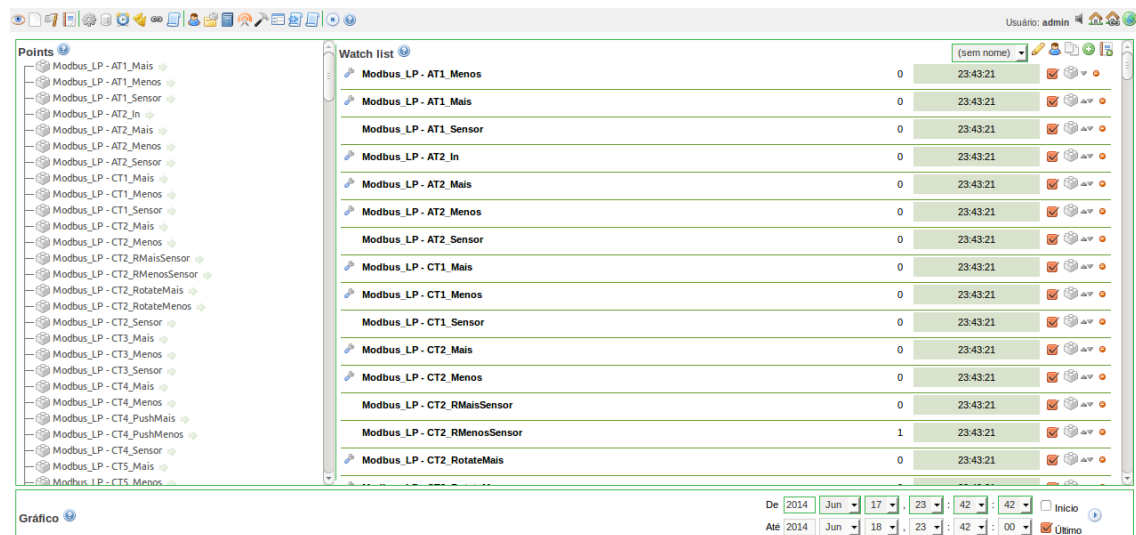 Usuário: admin
Points
Modbus_LP - AT1_Mais
Modbus_LP - AT1_Menos
Modbus_LP - AT1_Sensor
Modbus_LP - AT2_In
Modbus_LP - AT2_Mais
Modbus_LP - AT2_Menos
Modbus_LP - AT2_Sensor
Modbus_LP - CT1_Mais
Modbus_LP - CT1_Menos
Modbus_LP - CT1_Sensor
Modbus_LP - CT2_Mais
Modbus_LP - CT2_Menos
Modbus_LP - CT2_RMaisSensor
Modbus_LP - CT2_RMenosSensor
Modbus_LP - CT2_RotateMais
Modbus_LP - CT2_RotateMenos
Modbus_LP - CT2_Sensor
Modbus_LP - CT3_Mais
Modbus_LP - CT3_Menos
Modbus_LP - CT3_Sensor
Modbus_LP - CT4_Mais
Modbus_LP - CT4_Menos
Modbus_LP - CT4_PushMais
Modbus_LP - CT4_PushMenos
Modbus_LP - CT4_Sensor
Modbus_LP - CT5_Mais
Modbus_LP - CT5_Menos
Watch list (sem nome)
Modbus_LP - AT1_Menos 0 23:43:21
Modbus_LP - AT1_Mais 0 23:43:21
Modbus_LP - AT1_Sensor 0 23:43:21
Modbus_LP - AT2_In 0 23:43:21
Modbus_LP - AT2_Mais 0 23:43:21
Modbus_LP - AT2_Menos 0 23:43:21
Modbus_LP - AT2_Sensor 0 23:43:21
Modbus_LP - CT1_Mais 0 23:43:21
Modbus_LP - CT1_Menos 0 23:43:21
Modbus_LP - CT1_Sensor 0 23:43:21
Modbus_LP - CT2_Mais 0 23:43:21
Modbus_LP - CT2_Menos 0 23:43:21
Modbus_LP - CT2_RMaisSensor 0 23:43:21
Modbus_LP - CT2_RMenosSensor 1 23:43:21
Modbus_LP - CT2_RotateMais 0 23:43:21
Gráfico
De 2014 Jun 17 , 23 : 42 : 42 Início
Até 2014 Jun 18 , 23 : 42 : 00 Último